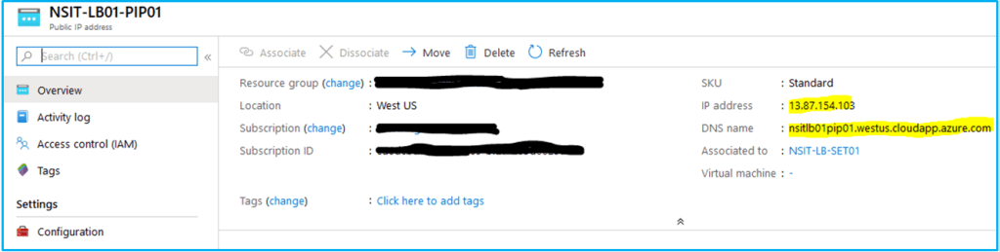 NSIT-LB01-PIP01
Public IP address
Search (Ctrl+/)
«
Overview
Activity log
Access control (IAM)
Tags
Settings
Configuration
Associate Dissociate Move Delete Refresh
Resource group (change) :
Location : West US
Subscription (change) :
Subscription ID :
SKU : Standard
IP address : 13.87.154.103
DNS name : nsitlb01pip01.westus.cloudapp.azure.com
Associated to : NSIT-LB-SET01
Virtual machine : -
Tags (change) : Click here to add tags